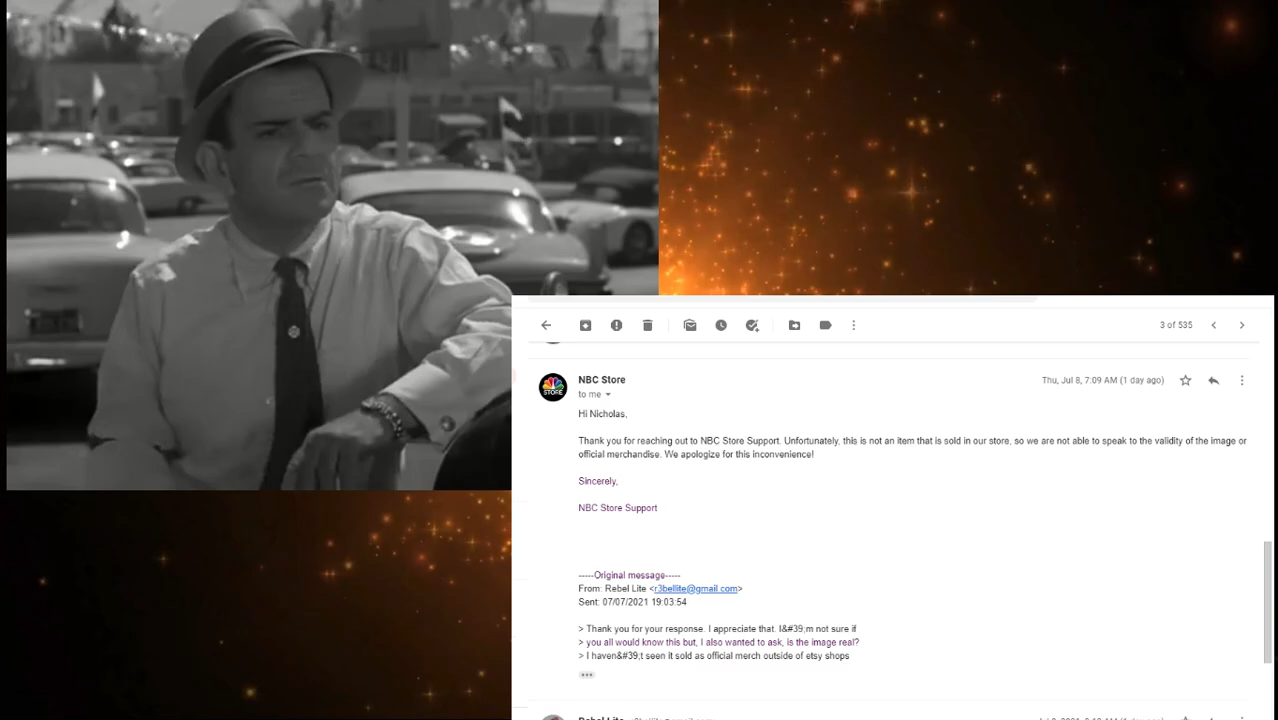 3 of 535
NBC Store
Thu, Jul 8, 7:09 AM (1 day ago)
to me
STORE
Hi Nicholas,
Thank you for reaching out to NBC Store Support. Unfortunately, this is not an item that is sold in our store, so we are not able to speak to the validity of the image or
official merchandise. We apologize for this inconvenience!
Sincerely,
NBC Store Support
-----Original message-----
From: Rebel Lite <r3bellite@gmail.com>
Sent: 07/07/2021 19:03:54
> Thank you for your response. I appreciate that. I&#39;m not sure if
> you all would know this but, I also wanted to ask, is the image real?
> I haven&#39;t seen it sold as official merch outside of etsy shops